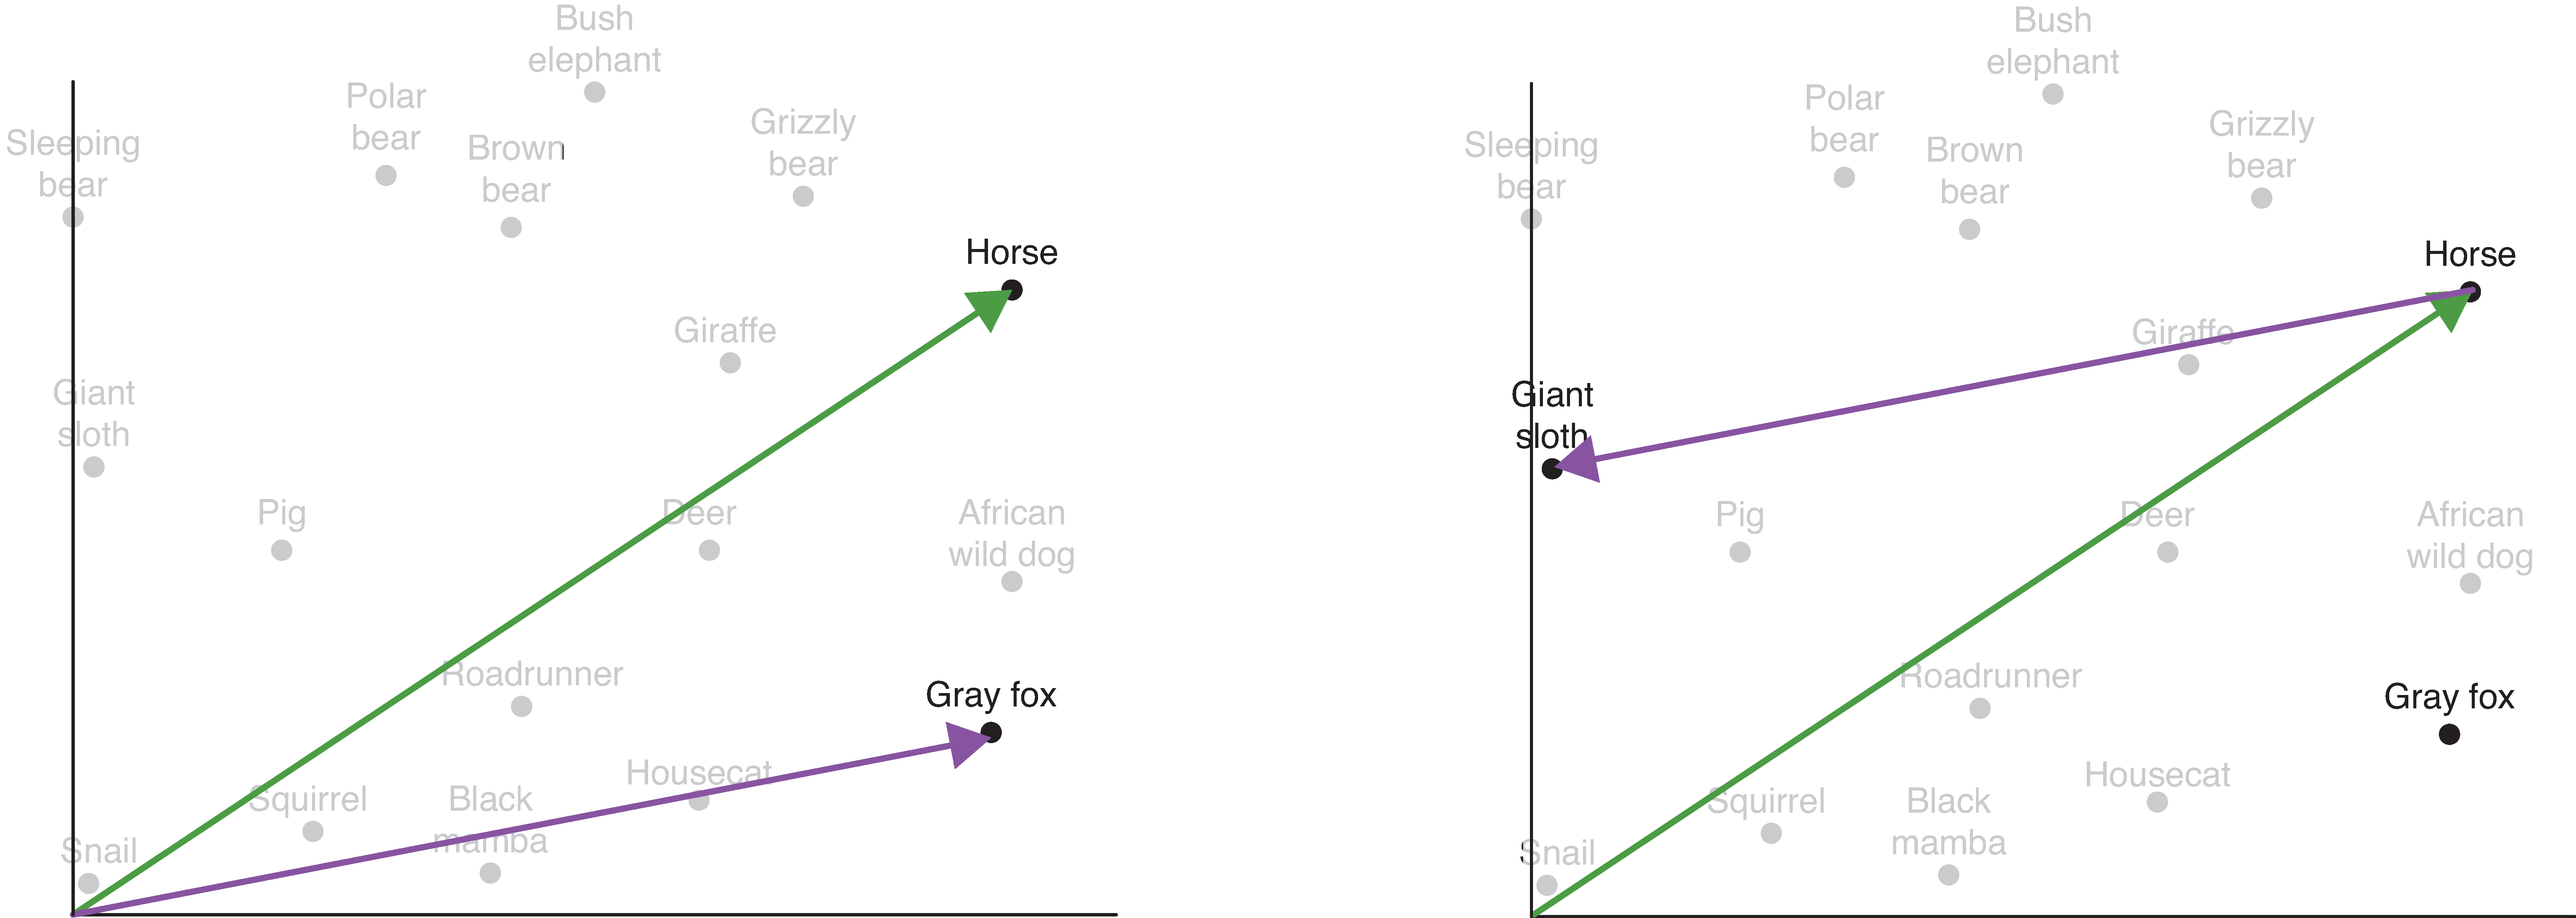 Bush
elephant
Polar
bear
Grizzly
bear
Brown
bear
Sleeping
bear
Horse
Giraffe
Giant
sloth
Pig
Deer
African
wild dog
Roadrunner
Gray fox
Housecat
Squirrel
Black
mamba
Snail
Bush
elephant
Polar
bear
Grizzly
bear
Brown
bear
Sleeping
bear
Horse
Giraffe
Giant
sloth
Pig
Deer
African
wild dog
Roadrunner
Gray fox
Housecat
Squirrel
Black
mamba
Snail